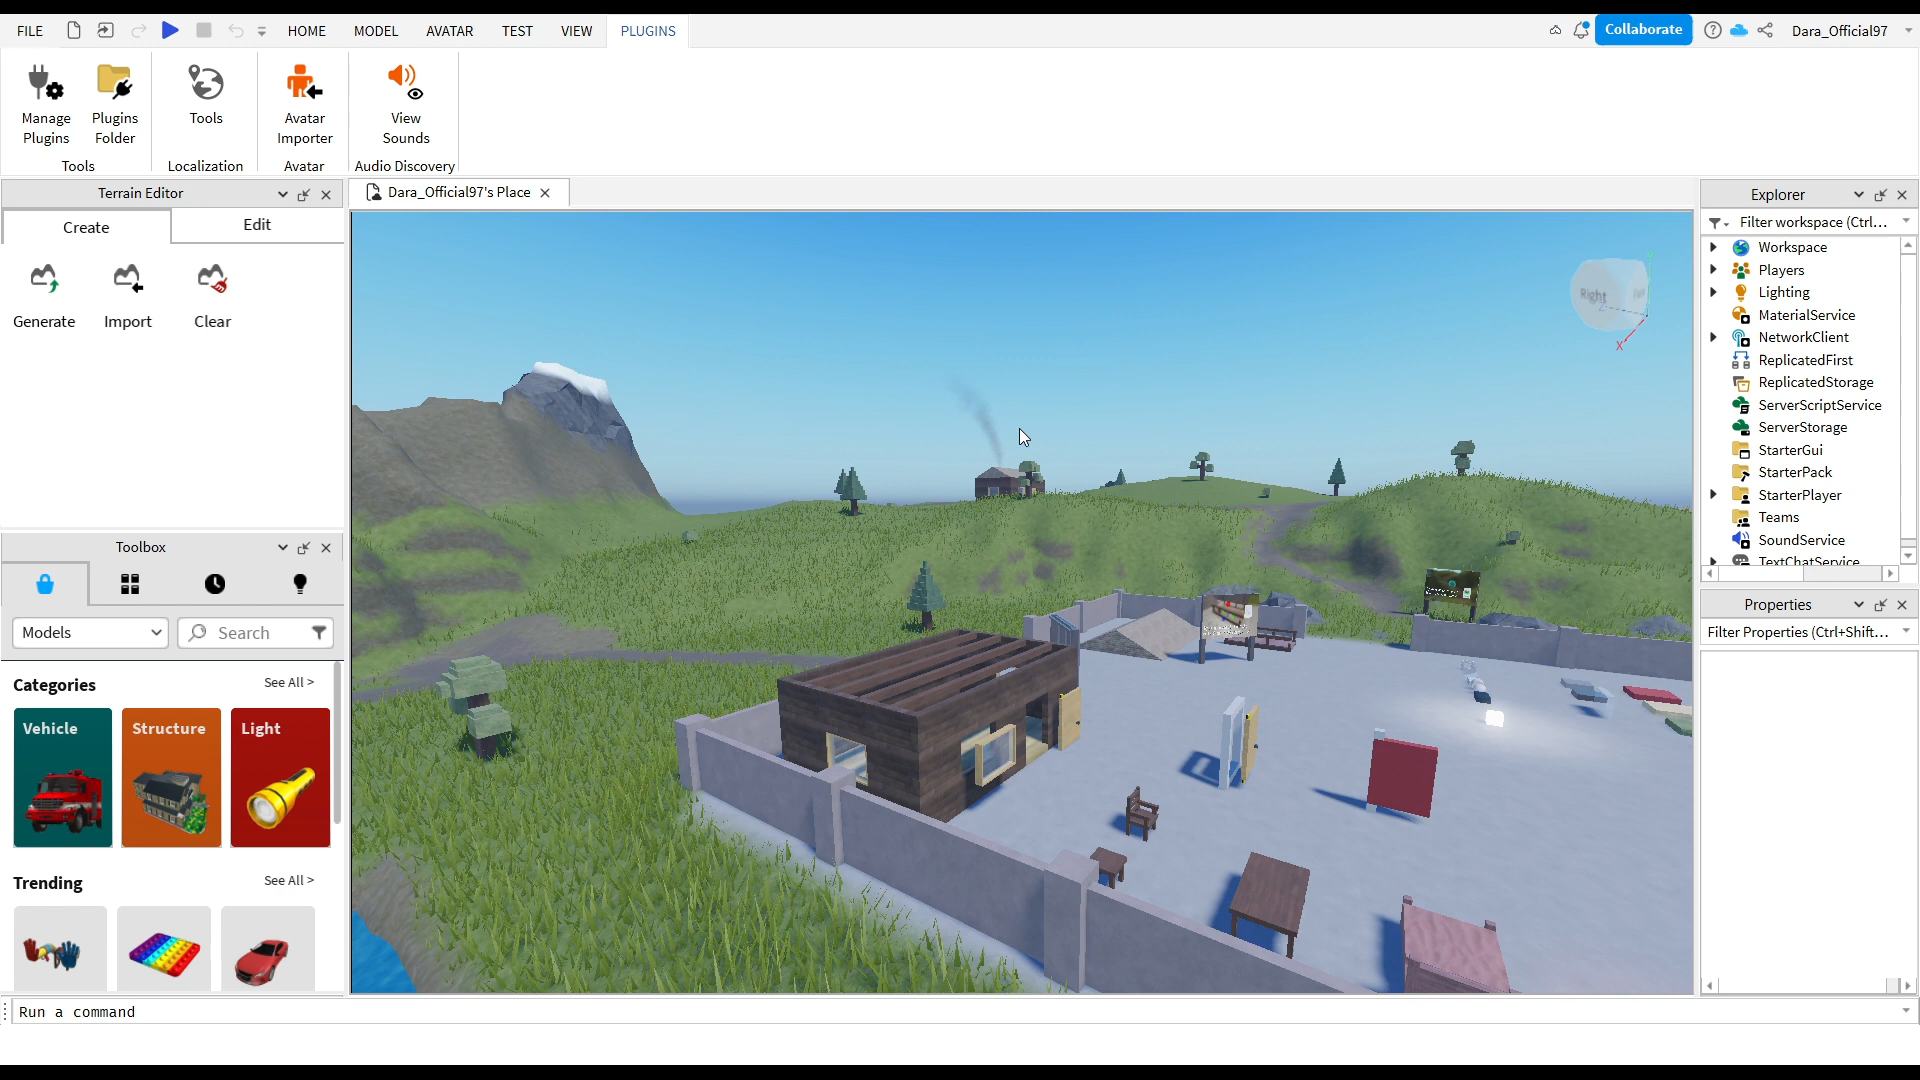 FILE HOME MODEL AVATAR TEST VIEW PLUGINS Collaborate Dara_Official97
Manage Plugins
Plugins Folder
Tools
Avatar Importer
View Sounds
Tools Localization Avatar Audio Discovery
Terrain Editor
Create Edit
Generate Import Clear
Toolbox
Models Search
Categories See All >
Vehicle Structure Light
Trending See All >
Dara_Official97's Place
Right
X
Explorer
Filter workspace (Ctrl...
Workspace
Players
Lighting
MaterialService
NetworkClient
ReplicatedFirst
ReplicatedStorage
ServerScriptService
ServerStorage
StarterGui
StarterPack
StarterPlayer
Teams
SoundService
TextChatService
Properties
Filter Properties (Ctrl+Shift...
Run a command